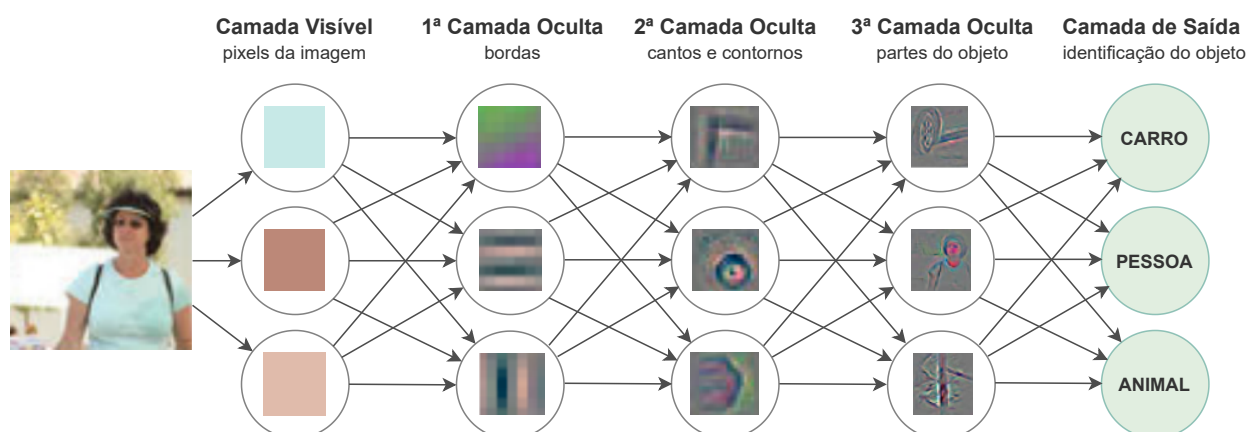 Camada Visível
pixels da imagem
1ª Camada Oculta
bordas
2ª Camada Oculta
cantos e contornos
3ª Camada Oculta
partes do objeto
Camada de Saída
identificação do objeto
CARRO
PESSOA
ANIMAL